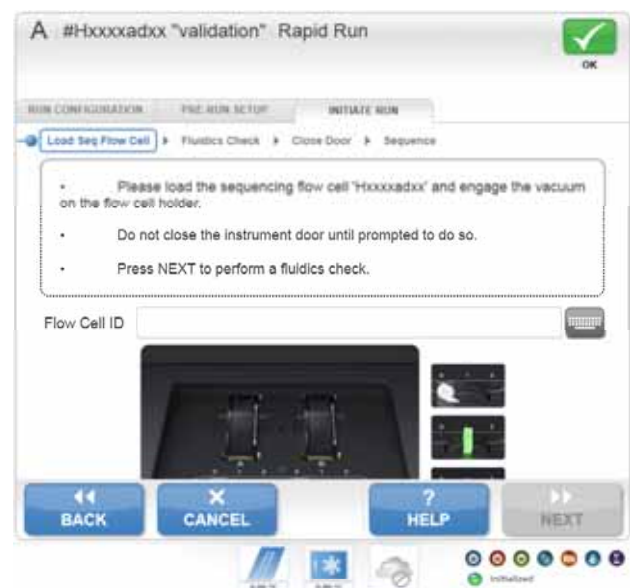 A #Hxxxxadxx "validation" Rapid Run
OK
RUN CONFIGURATION PRE-RUN SETUP INITIATE RUN
Load Seq Flow Cell Fluidics Check Close Door Sequence
- Please load the sequencing flow cell 'Hxxxxadxx' and engage the vacuum
on the flow cell holder.
- Do not close the instrument door until prompted to do so.
- Press NEXT to perform a fluidics check.
Flow Cell ID
A B
BACK CANCEL HELP NEXT
Initialized